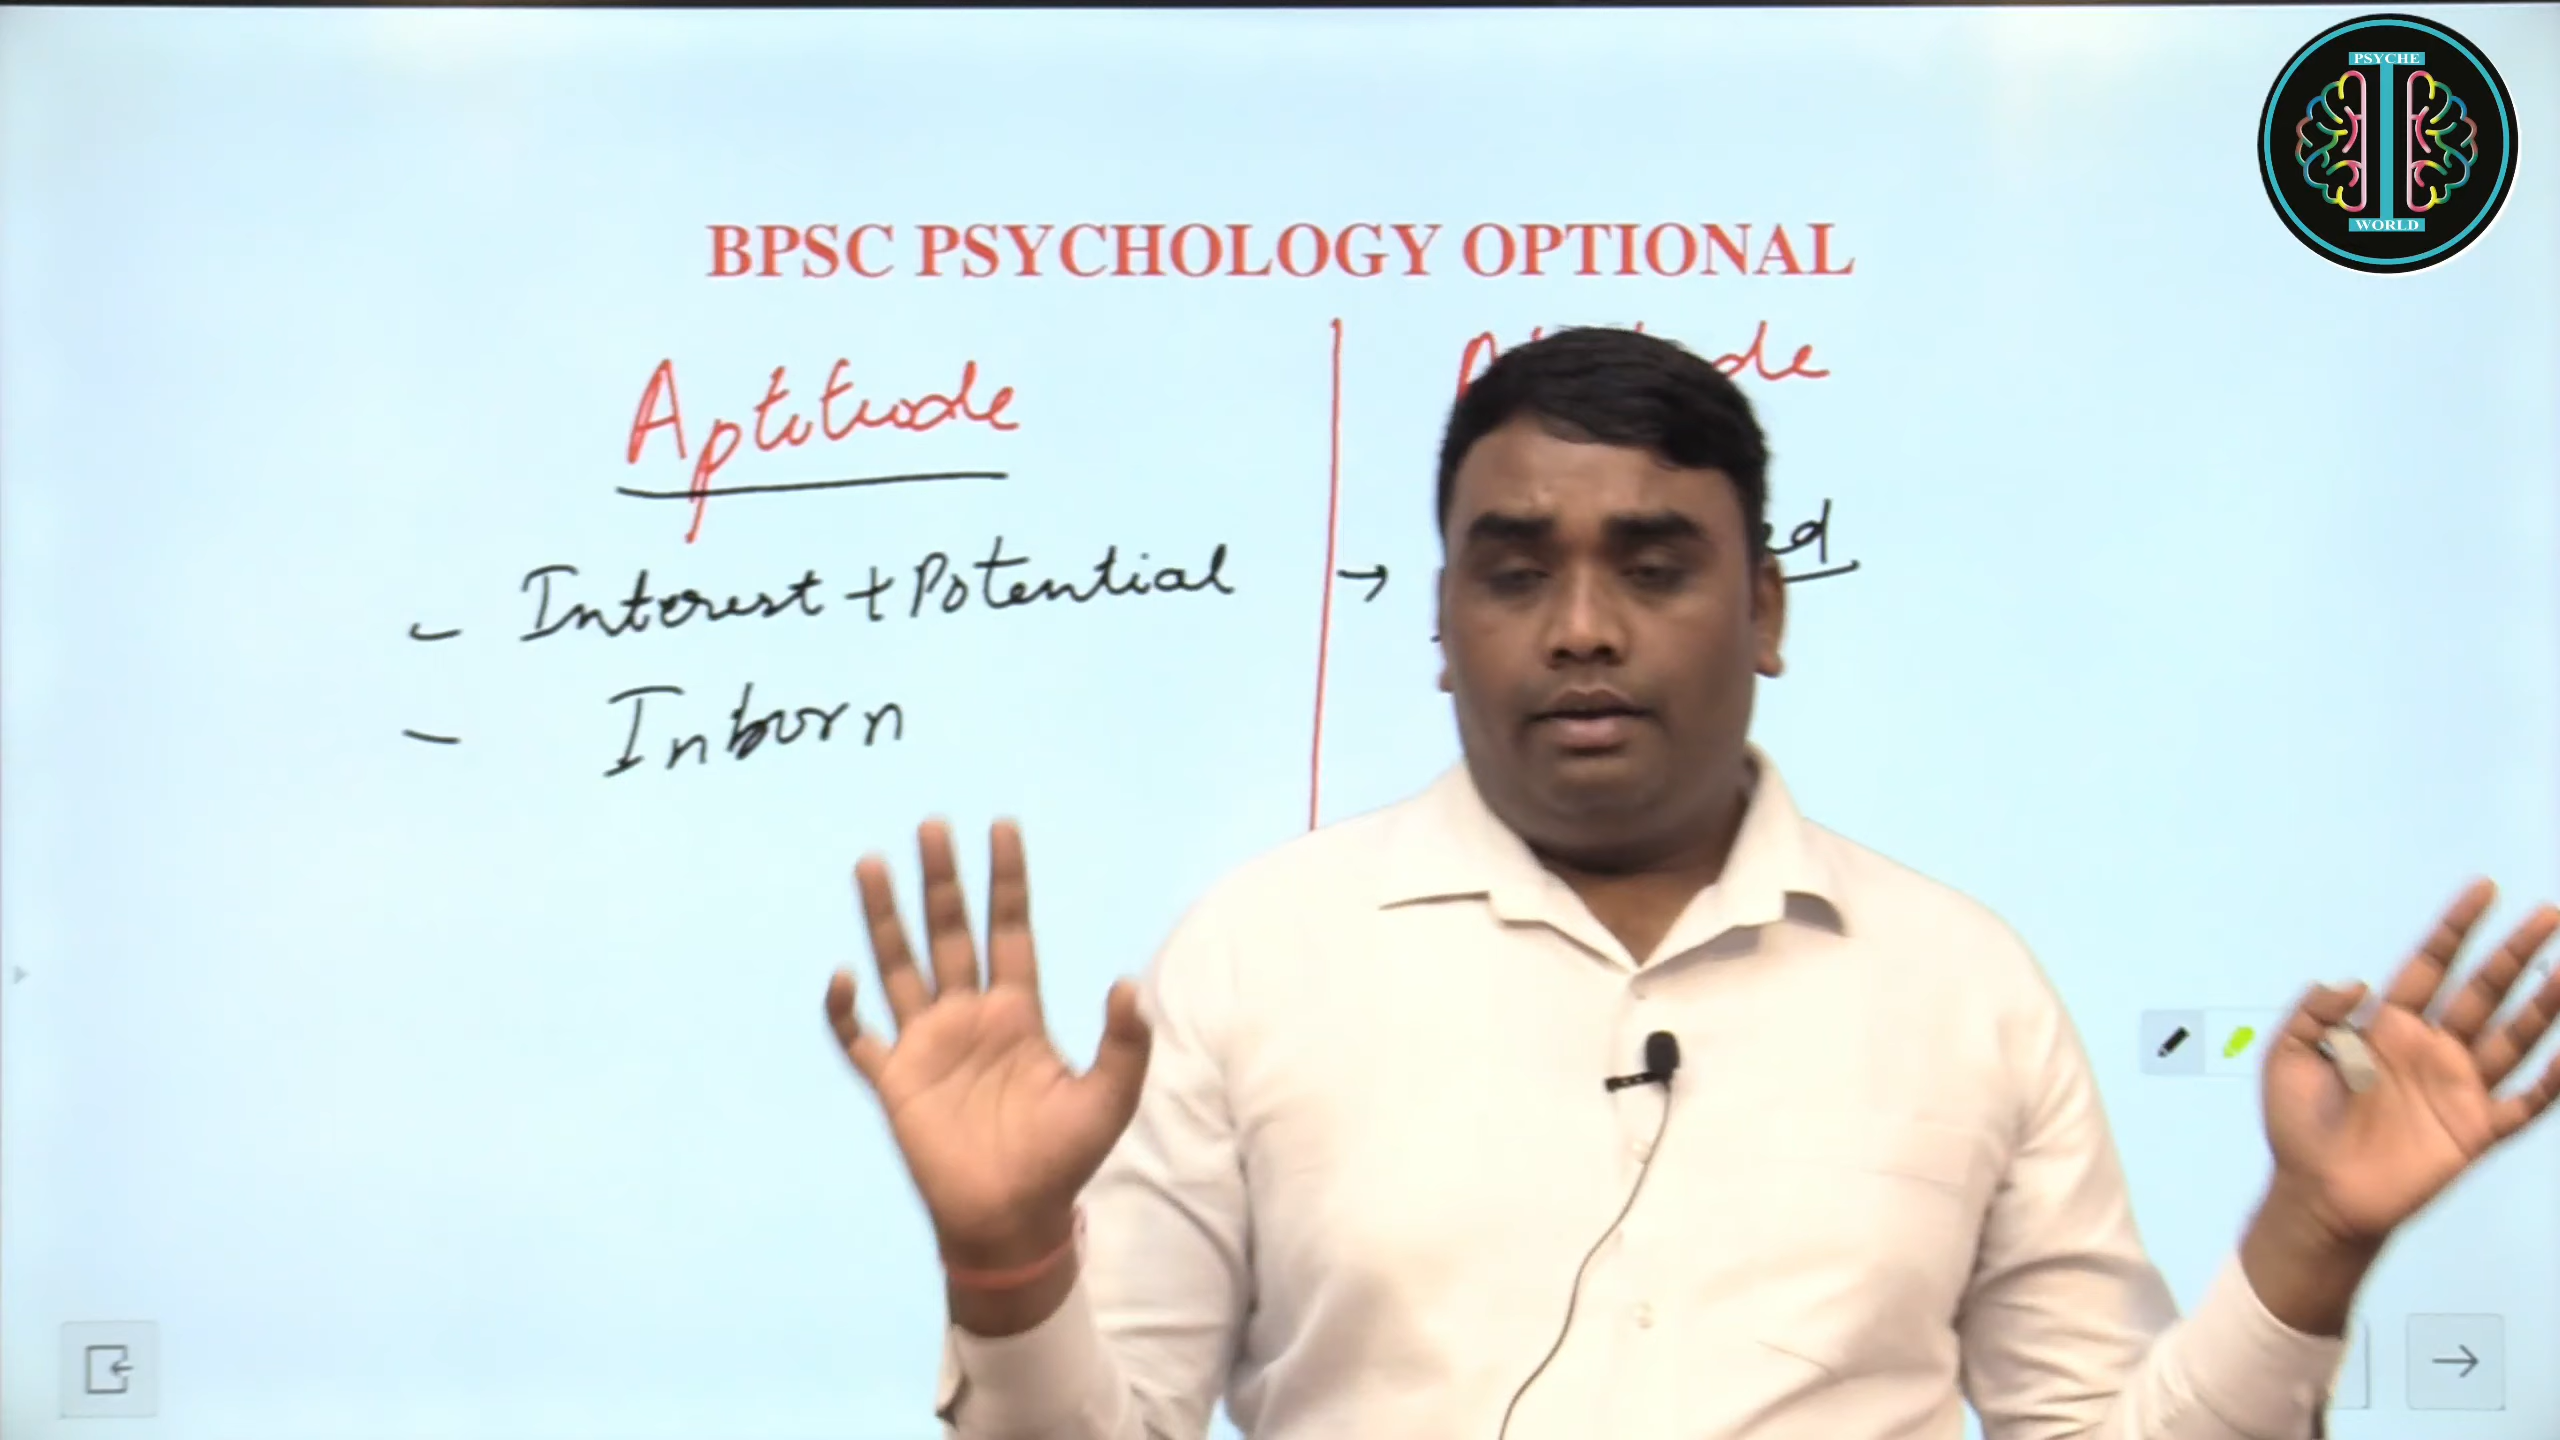 PSYCHE
WORLD
BPSC PSYCHOLOGY OPTIONAL
Aptitude
- Interest + Potential
- Inborn
→